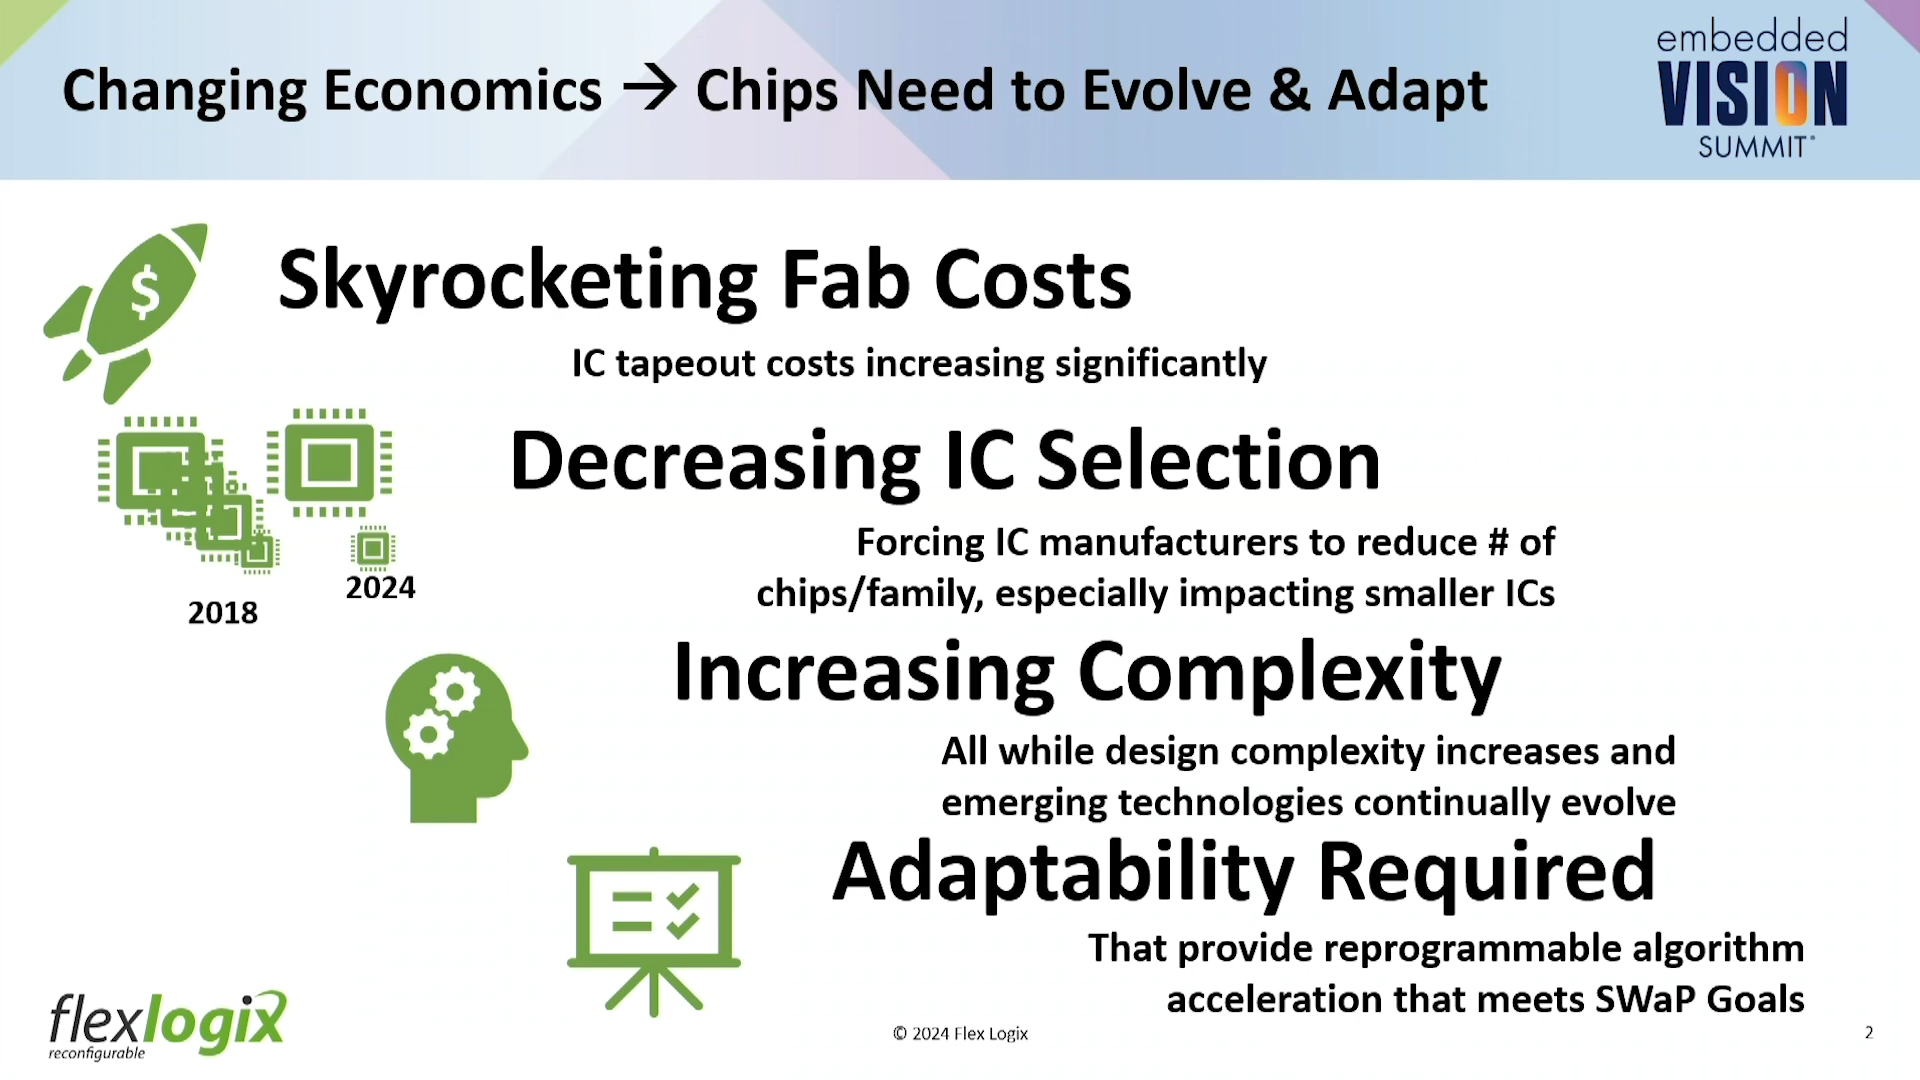 Changing Economics → Chips Need to Evolve & Adapt
embedded
VISION
SUMMIT
$
Skyrocketing Fab Costs
IC tapeout costs increasing significantly
Decreasing IC Selection
Forcing IC manufacturers to reduce # of
chips/family, especially impacting smaller ICs
2018
2024
Increasing Complexity
All while design complexity increases and
emerging technologies continually evolve
Adaptability Required
That provide reprogrammable algorithm
acceleration that meets SWaP Goals
flexlogix
reconfigurable
© 2024 Flex Logix
2